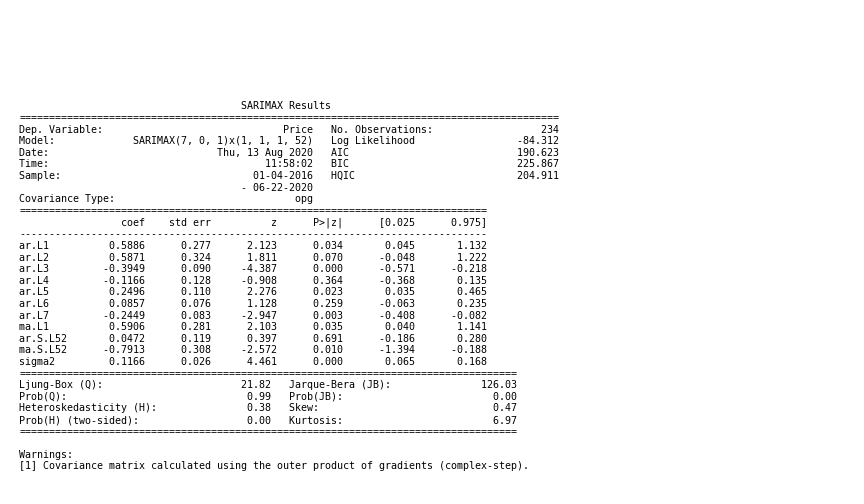 SARIMAX Results
==========================================================================================
Dep. Variable:                              Price   No. Observations:                  234
Model:             SARIMAX(7, 0, 1)x(1, 1, 1, 52)   Log Likelihood                 -84.312
Date:                            Thu, 13 Aug 2020   AIC                            190.623
Time:                                    11:58:02   BIC                            225.867
Sample:                                01-04-2016   HQIC                           204.911
                                     - 06-22-2020
Covariance Type:                              opg
==============================================================================
                 coef    std err          z      P>|z|      [0.025      0.975]
------------------------------------------------------------------------------
ar.L1          0.5886      0.277      2.123      0.034       0.045       1.132
ar.L2          0.5871      0.324      1.811      0.070      -0.048       1.222
ar.L3         -0.3949      0.090     -4.387      0.000      -0.571      -0.218
ar.L4         -0.1166      0.128     -0.908      0.364      -0.368       0.135
ar.L5          0.2496      0.110      2.276      0.023       0.035       0.465
ar.L6          0.0857      0.076      1.128      0.259      -0.063       0.235
ar.L7         -0.2449      0.083     -2.947      0.003      -0.408      -0.082
ma.L1          0.5906      0.281      2.103      0.035       0.040       1.141
ar.S.L52       0.0472      0.119      0.397      0.691      -0.186       0.280
ma.S.L52      -0.7913      0.308     -2.572      0.010      -1.394      -0.188
sigma2         0.1166      0.026      4.461      0.000       0.065       0.168
===================================================================================
Ljung-Box (Q):                       21.82   Jarque-Bera (JB):               126.03
Prob(Q):                              0.99   Prob(JB):                         0.00
Heteroskedasticity (H):               0.38   Skew:                             0.47
Prob(H) (two-sided):                  0.00   Kurtosis:                         6.97
===================================================================================
Warnings:
[1] Covariance matrix calculated using the outer product of gradients (complex-step).